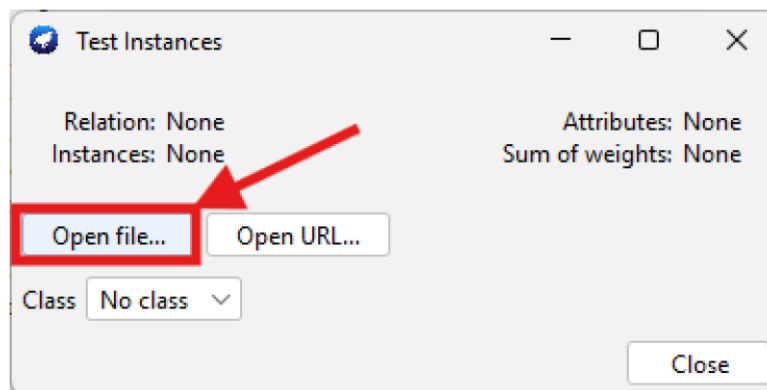 Test Instances
Relation: None
Attributes: None
Instances: None
Sum of weights: None
Open file...
Open URL...
Class No class
Close